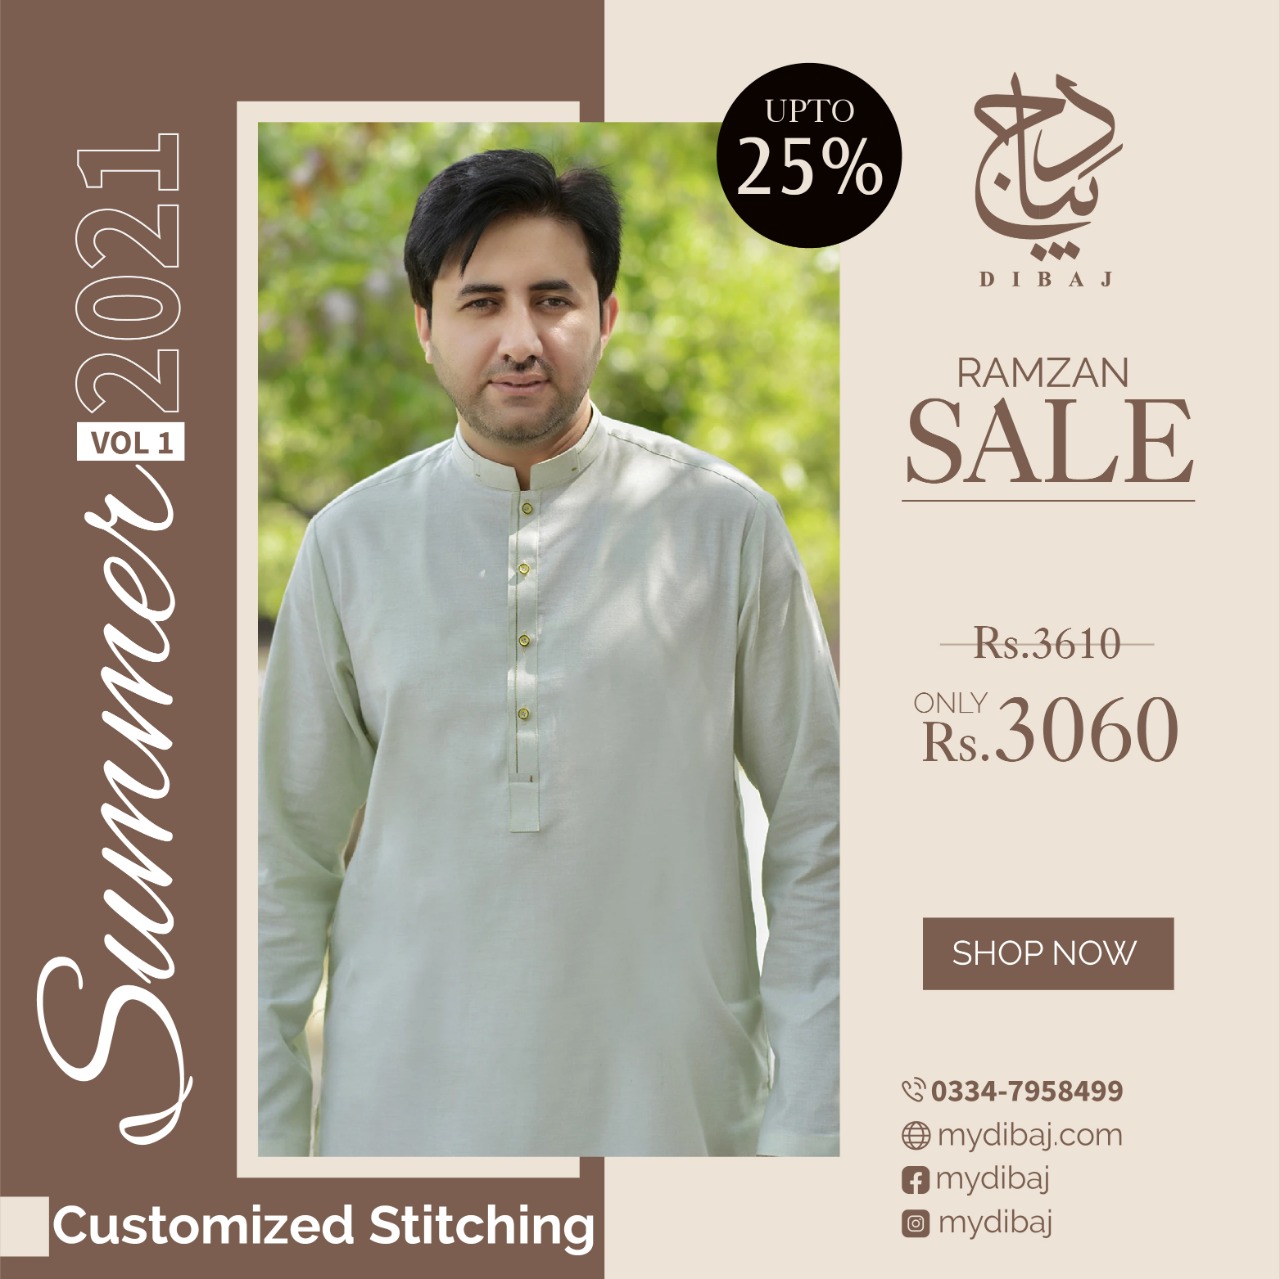 Summer
VOL 1
2021
Customized Stitching
UPTO
25%
ديباج
DIBAJ
RAMZAN
SALE
Rs.3610
ONLY
Rs.3060
SHOP NOW
0334-7958499
mydibaj.com
mydibaj
mydibaj